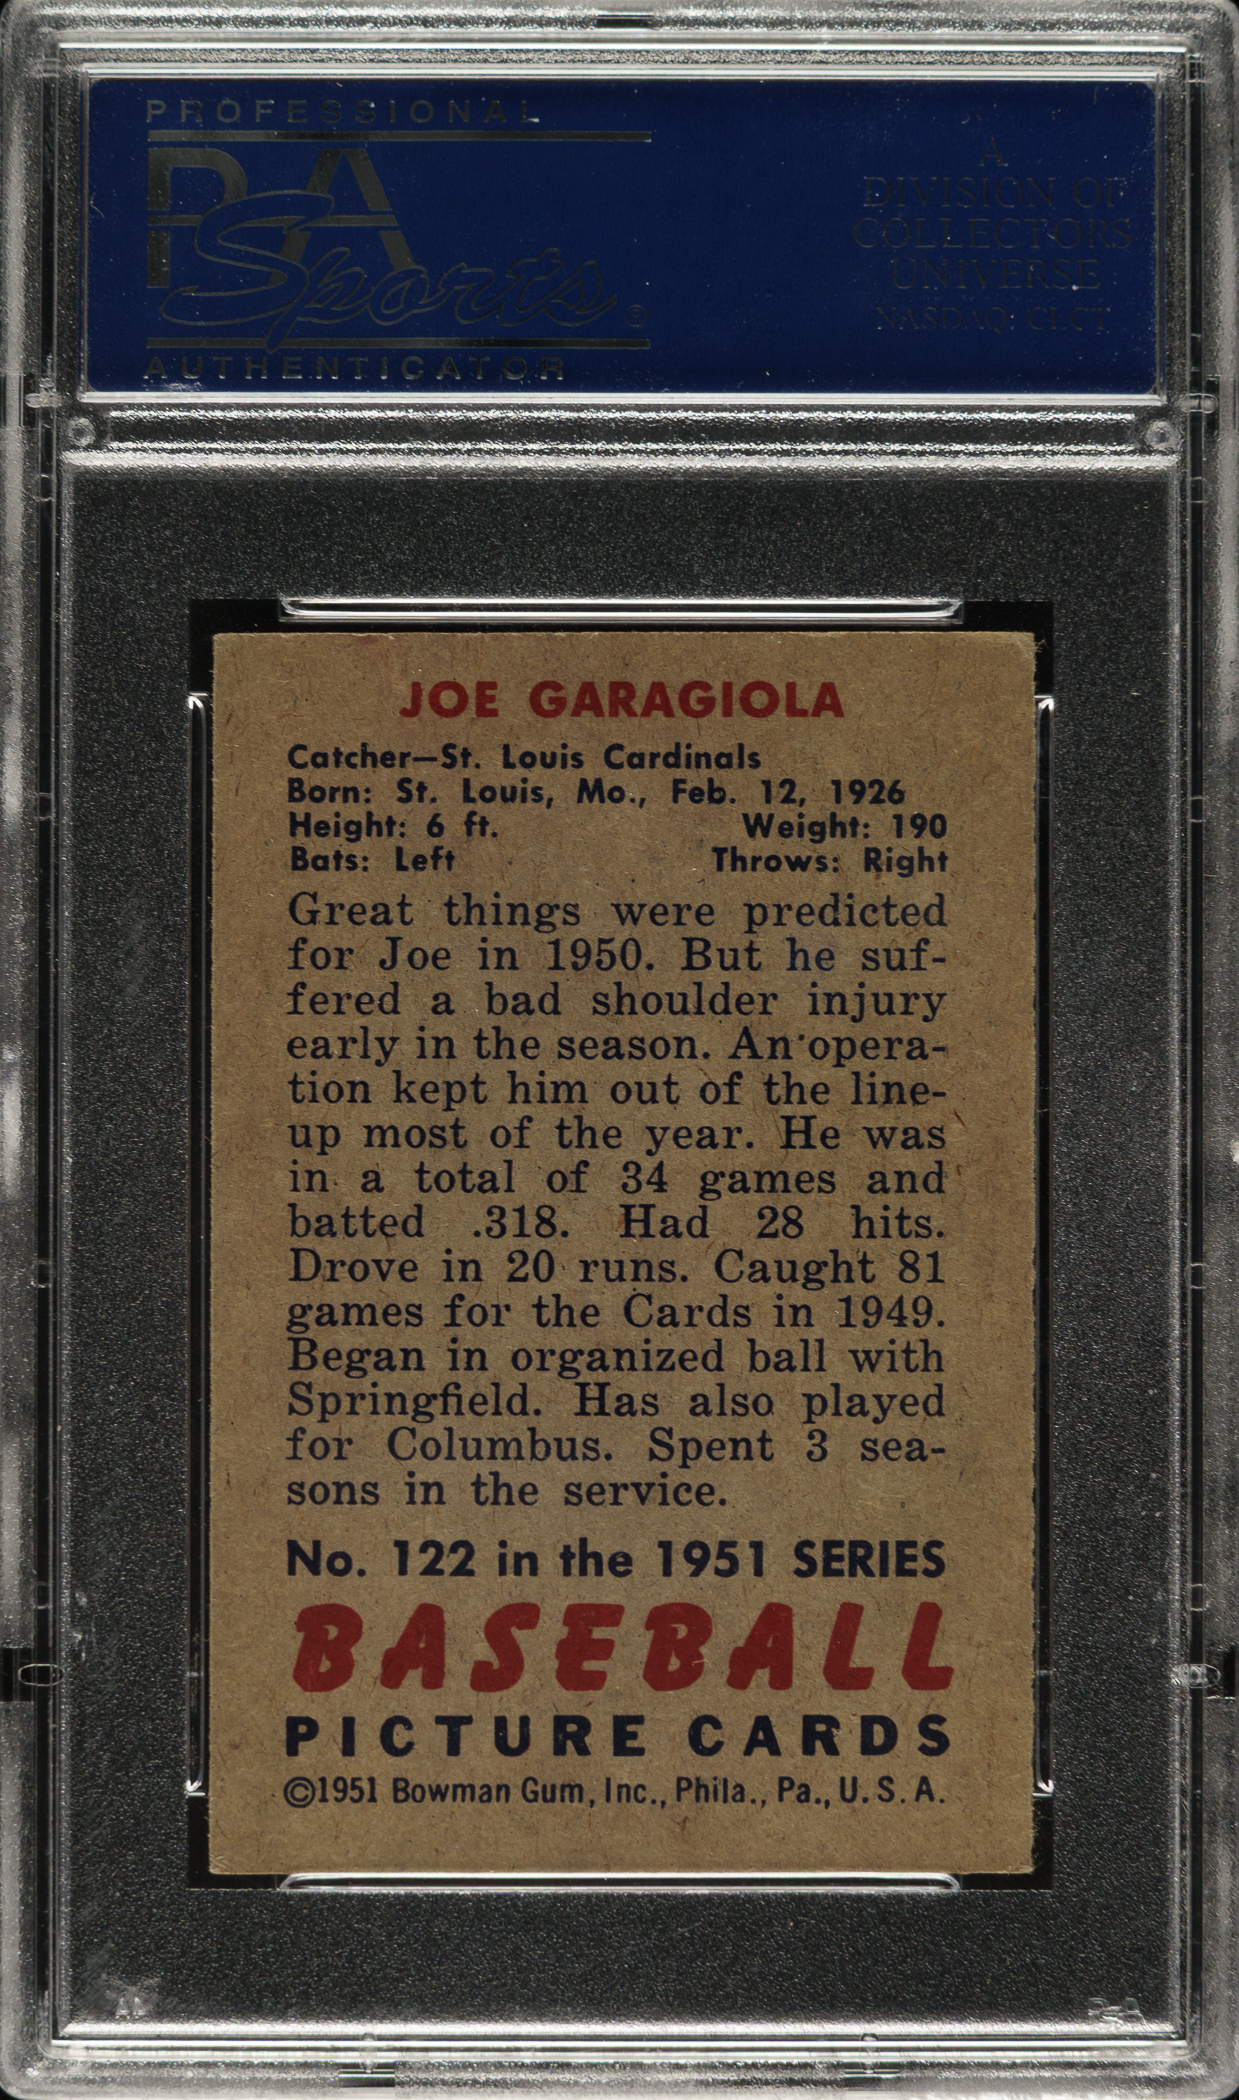 PROFESSIONAL
PSA
Sports
AUTHENTICATOR
A
DIVISION OF
COLLECTORS
UNIVERSE
NASDAQ: CLCT
JOE GARAGIOLA
Catcher—St. Louis Cardinals
Born: St. Louis, Mo., Feb. 12, 1926
Height: 6 ft. Weight: 190
Bats: Left Throws: Right
Great things were predicted
for Joe in 1950. But he suf-
fered a bad shoulder injury
early in the season. An opera-
tion kept him out of the line-
up most of the year. He was
in a total of 34 games and
batted .318. Had 28 hits.
Drove in 20 runs. Caught 81
games for the Cards in 1949.
Began in organized ball with
Springfield. Has also played
for Columbus. Spent 3 sea-
sons in the service.
No. 122 in the 1951 SERIES
BASEBALL
PICTURE CARDS
©1951 Bowman Gum, Inc., Phila., Pa., U.S.A.